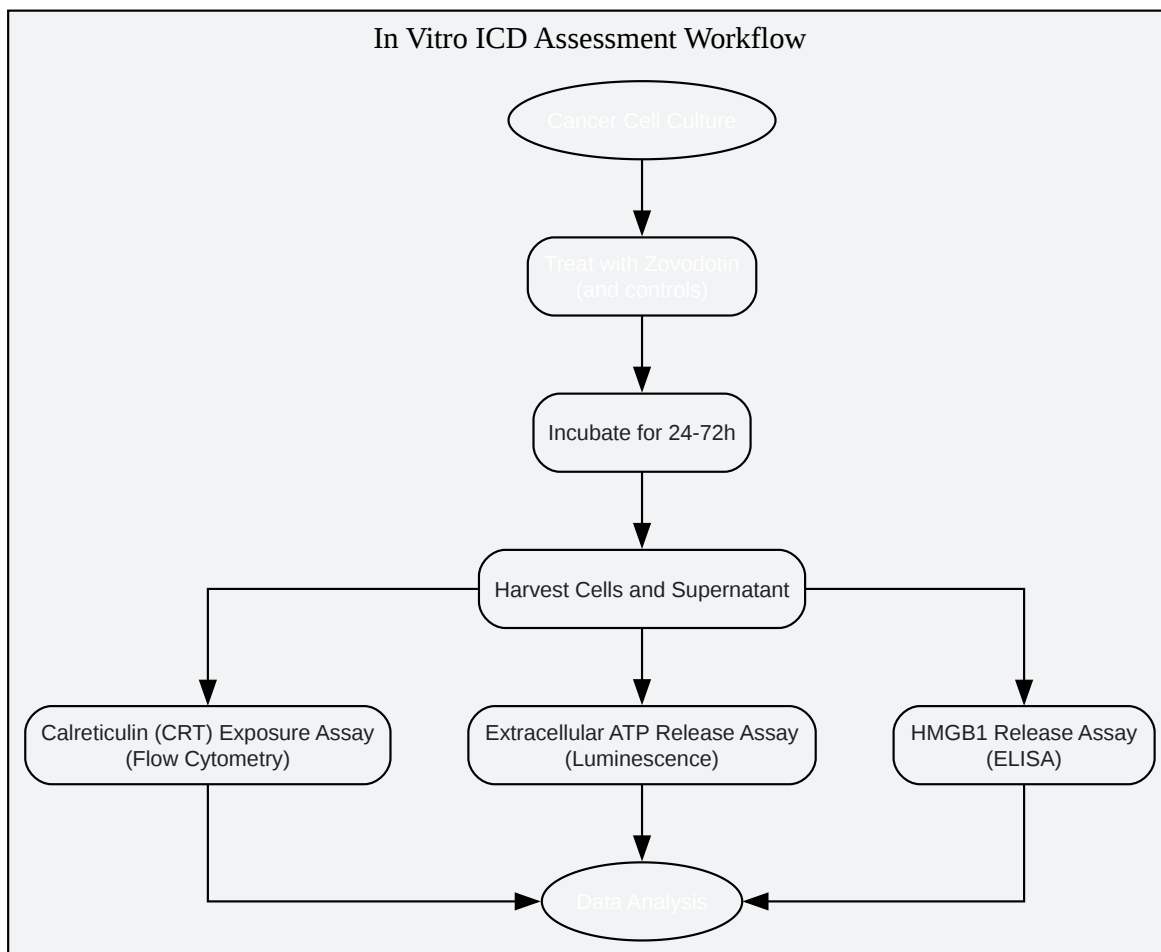 In Vitro ICD Assessment Workflow
Cancer Cell Culture
Treat with Zovodotin
(and controls)
Incubate for 24-72h
Harvest Cells and Supernatant
Calreticulin (CRT) Exposure Assay
(Flow Cytometry)
Extracellular ATP Release Assay
(Luminescence)
HMGB1 Release Assay
(ELISA)
Data Analysis